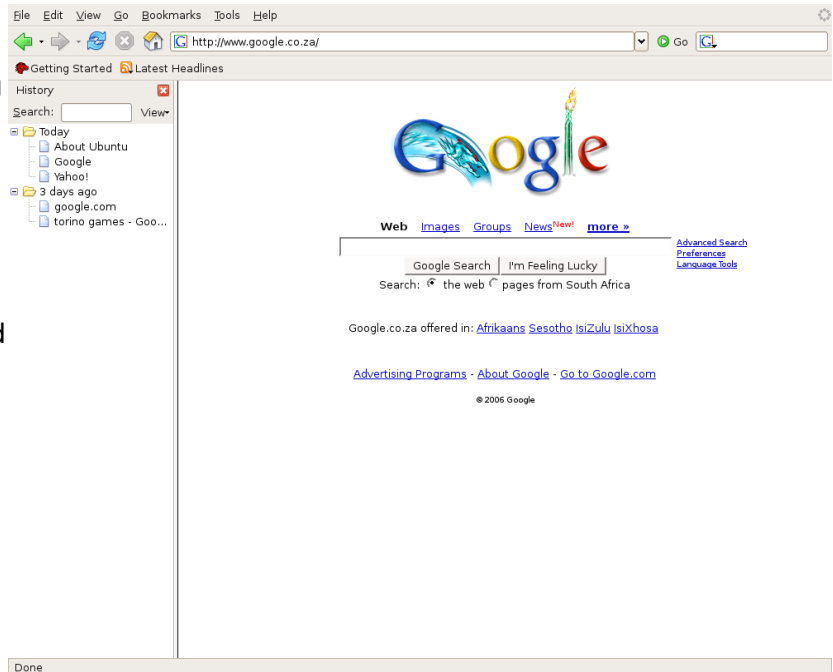 File Edit View Go Bookmarks Tools Help
http://www.google.co.za/ Go
Getting Started Latest Headlines
History
Search: View
Today
About Ubuntu
Google
Yahoo!
3 days ago
google.com
torino games - Goo...
Google
Web Images Groups News New! more »
Advanced Search
Preferences
Language Tools
Google Search I'm Feeling Lucky
Search: the web pages from South Africa
Google.co.za offered in: Afrikaans Sesotho IsiZulu IsiXhosa
Advertising Programs - About Google - Go to Google.com
© 2006 Google
Done